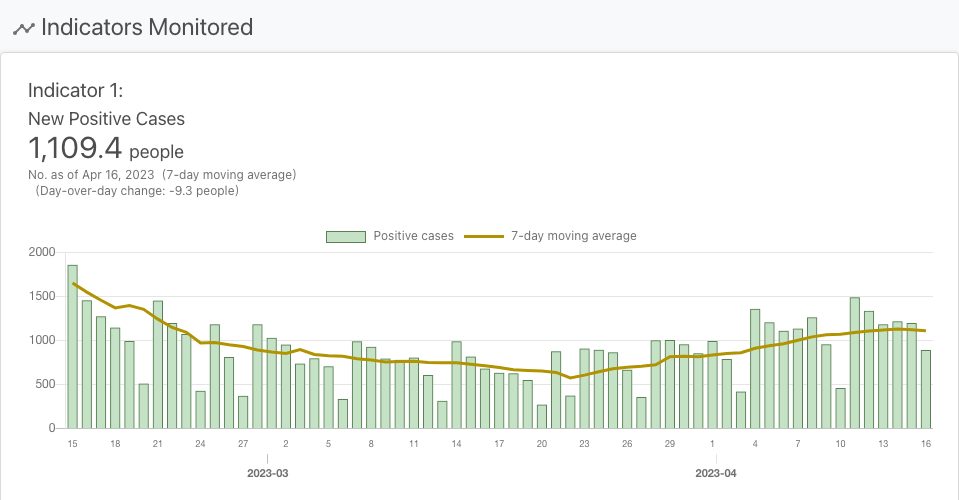 Indicators Monitored
Indicator 1:
New Positive Cases
1,109.4 people
No. as of Apr 16, 2023 (7-day moving average)
(Day-over-day change: -9.3 people)
Positive cases 7-day moving average
2000
1500
1000
500
0
15 18 21 24 27 2 5 8 11 14 17 20 23 26 29 1 4 7 10 13 16
2023-03 2023-04